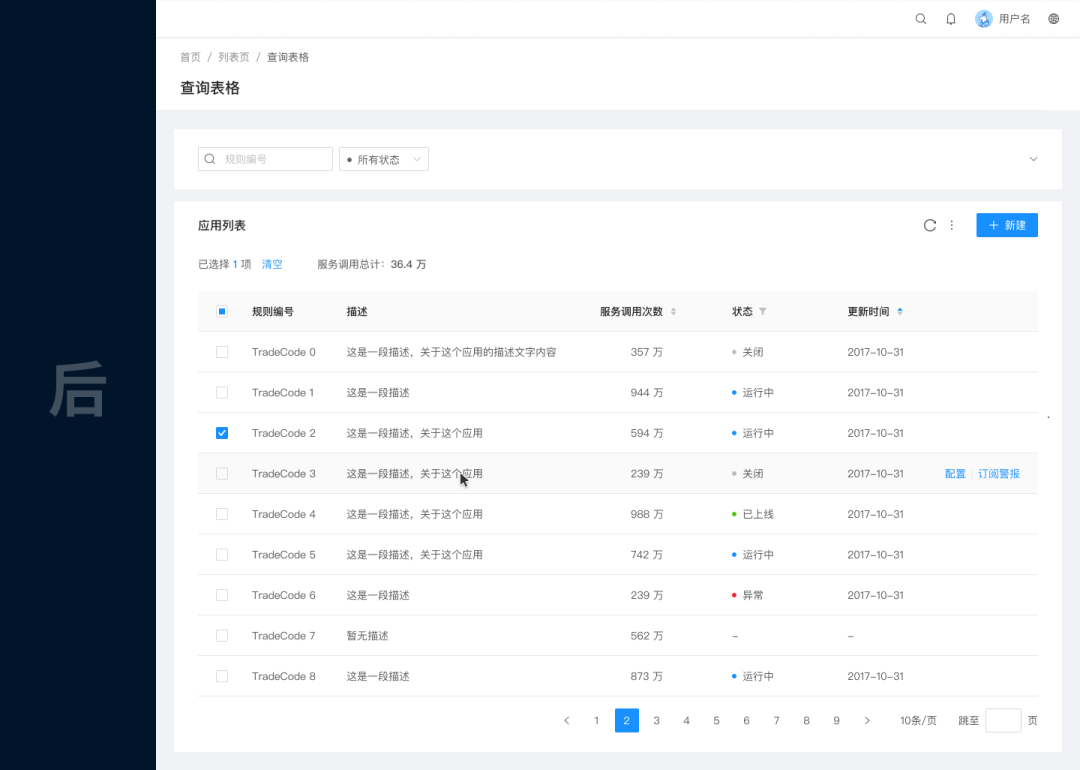 用户名
首页 / 列表页 / 查询表格
查询表格
规则编号 所有状态
应用列表 + 新建
已选择 1 项 清空 服务调用总计：36.4 万
规则编号 描述 服务调用次数 状态 更新时间
TradeCode 0 这是一段描述，关于这个应用的描述文字内容 357 万 关闭 2017-10-31
TradeCode 1 这是一段描述 944 万 运行中 2017-10-31
后
TradeCode 2 这是一段描述，关于这个应用 594 万 运行中 2017-10-31
TradeCode 3 这是一段描述，关于这个应用 239 万 关闭 2017-10-31 配置 订阅警报
TradeCode 4 这是一段描述，关于这个应用 988 万 已上线 2017-10-31
TradeCode 5 这是一段描述，关于这个应用 742 万 运行中 2017-10-31
TradeCode 6 这是一段描述 239 万 异常 2017-10-31
TradeCode 7 暂无描述 562 万 – –
TradeCode 8 这是一段描述 873 万 运行中 2017-10-31
< 1 2 3 4 5 6 7 8 9 > 10条/页 跳至 页